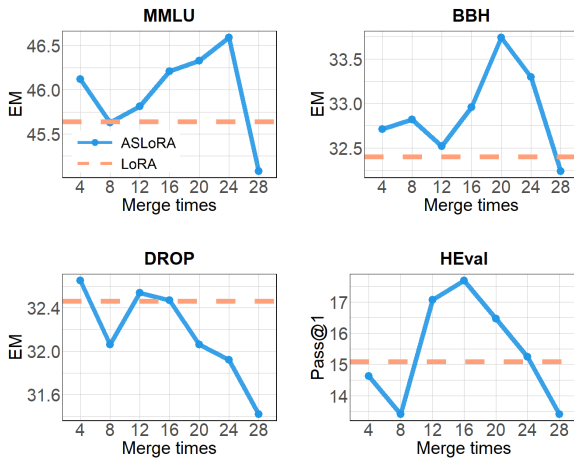 MMLU
EM
46.5
46.0
45.5
ASLoRA
LoRA
4 8 12 16 20 24 28
Merge times
BBH
EM
33.5
33.0
32.5
4 8 12 16 20 24 28
Merge times
DROP
EM
32.4
32.0
31.6
4 8 12 16 20 24 28
Merge times
HEval
Pass@1
17
16
15
14
4 8 12 16 20 24 28
Merge times